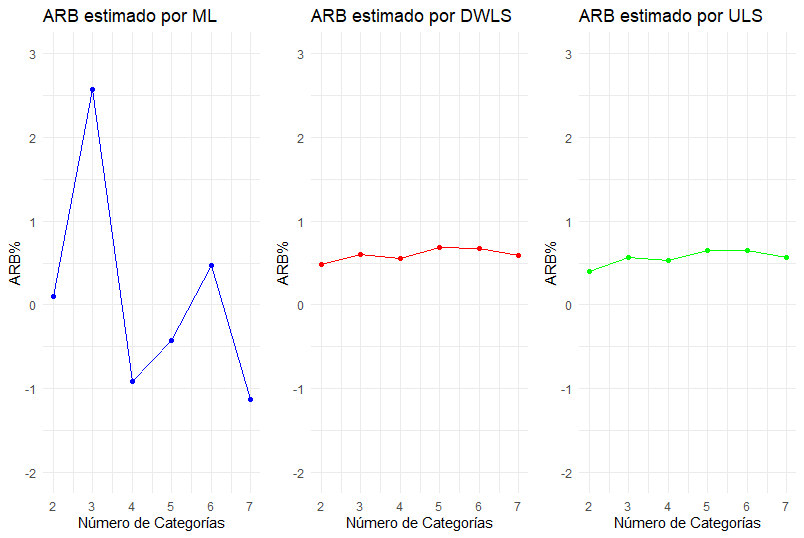 ARB estimado por ML
ARB%
3
2
1
0
-1
-2
2 3 4 5 6 7
Número de Categorías
ARB estimado por DWLS
ARB%
3
2
1
0
-1
-2
2 3 4 5 6 7
Número de Categorías
ARB estimado por ULS
ARB%
3
2
1
0
-1
-2
2 3 4 5 6 7
Número de Categorías